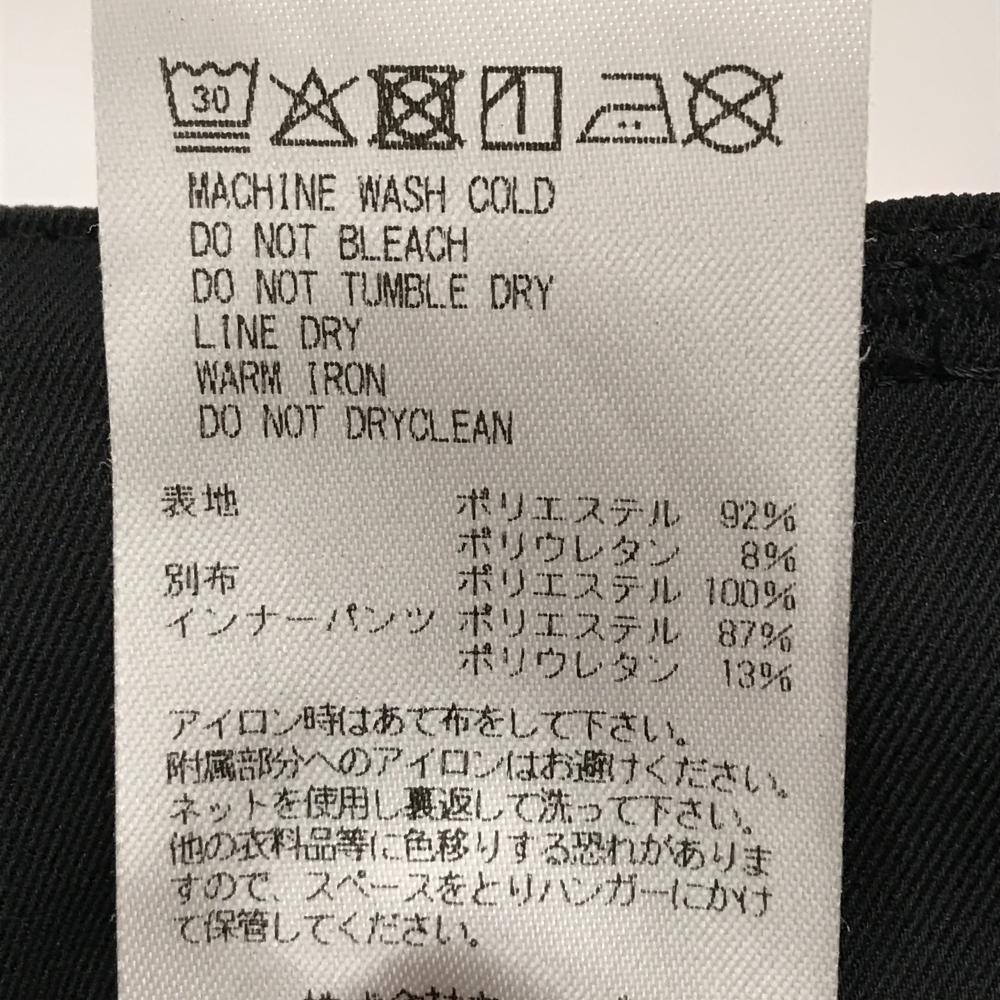 30
MACHINE WASH COLD
DO NOT BLEACH
DO NOT TUMBLE DRY
LINE DRY
WARM IRON
DO NOT DRYCLEAN
表地 ポリエステル 92%
ポリウレタン 8%
別布 ポリエステル 100%
インナーパンツ ポリエステル 87%
ポリウレタン 13%
アイロン時はあて布をして下さい。
附属部分へのアイロンはお避けください。
ネットを使用し裏返して洗って下さい。
他の衣料品等に色移りする恐れがありま
すので、スペースをとりハンガーにかけ
て保管してください。